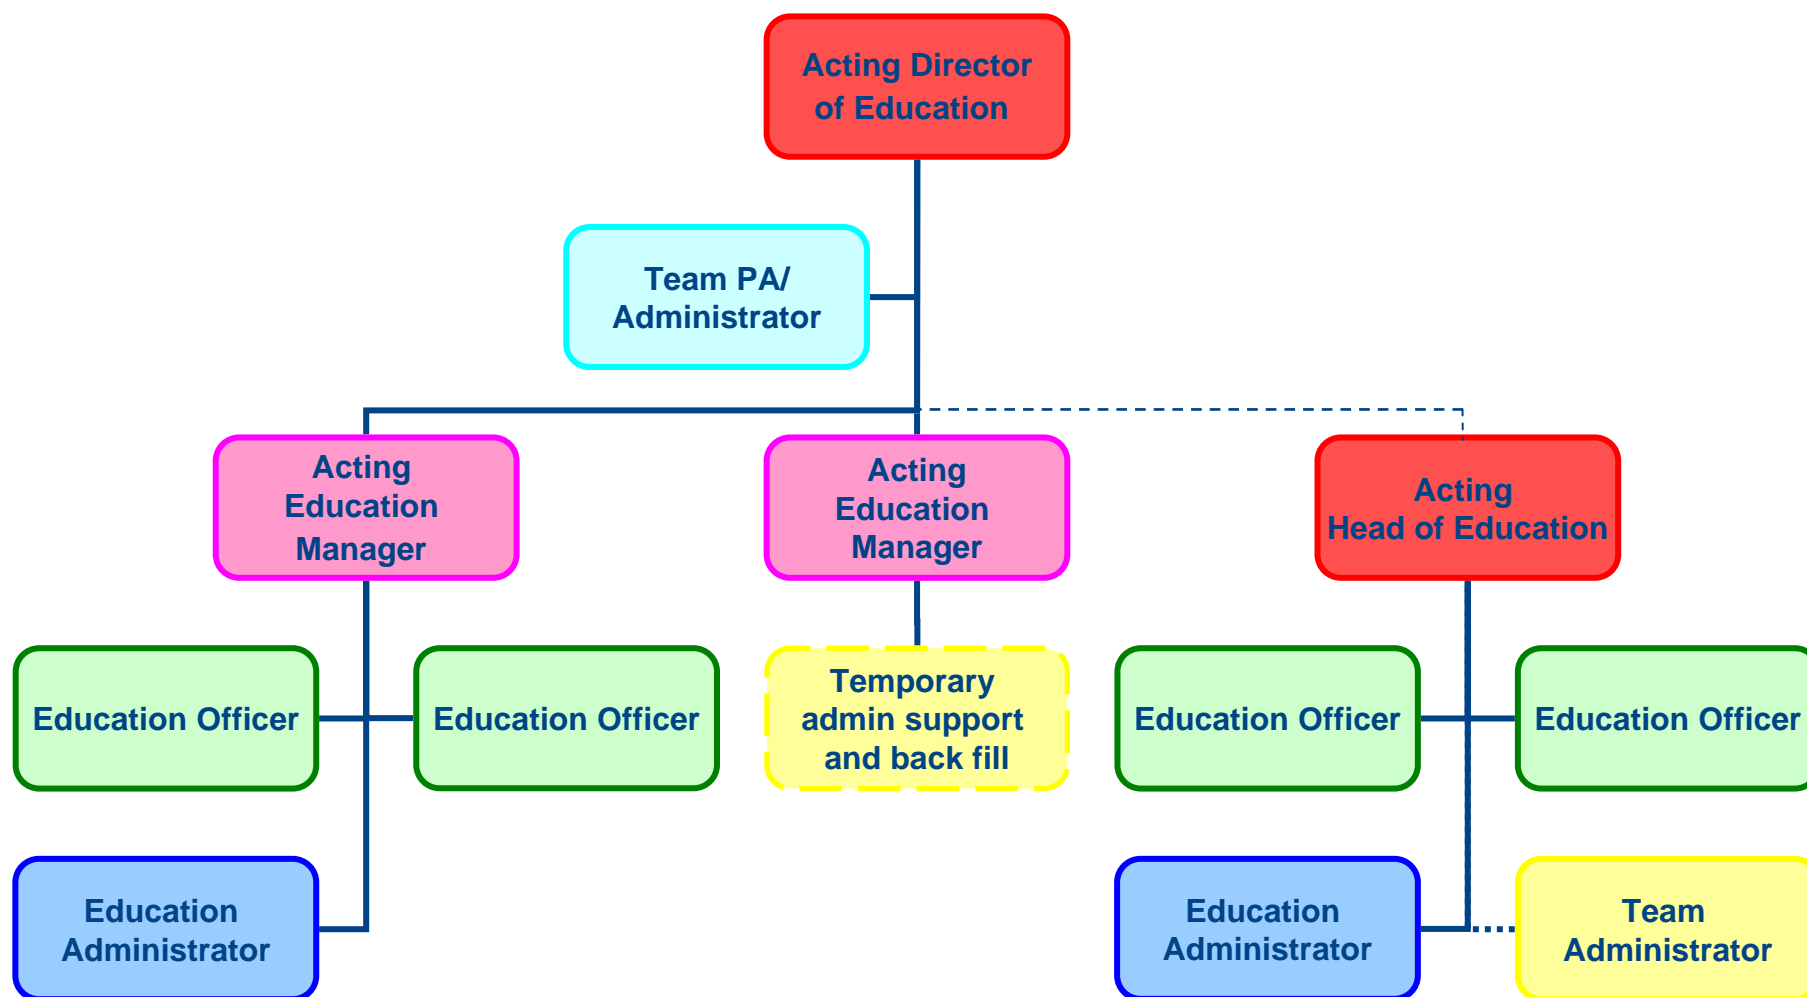 Acting Director
of Education
Team PA/
Administrator
Acting
Education
Manager
Acting
Education
Manager
Acting
Head of Education
Education Officer
Education Officer
Temporary
admin support
and back fill
Education Officer
Education Officer
Education
Administrator
Education
Administrator
Team
Administrator